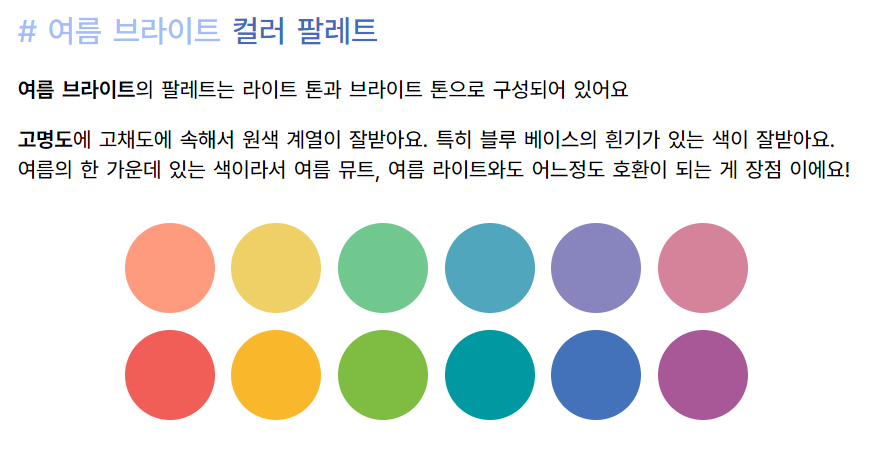 # 여름 브라이트 컬러 팔레트
여름 브라이트의 팔레트는 라이트 톤과 브라이트 톤으로 구성되어 있어요
고명도에 고채도에 속해서 원색 계열이 잘받아요. 특히 블루 베이스의 흰기가 있는 색이 잘받아요.
여름의 한 가운데 있는 색이라서 여름 뮤트, 여름 라이트와도 어느정도 호환이 되는 게 장점 이에요!